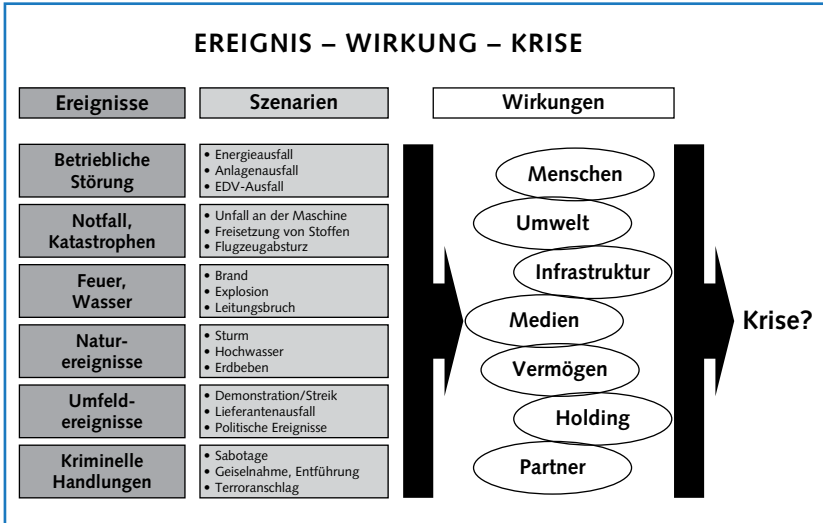 EREIGNIS – WIRKUNG – KRISE
Ereignisse
Szenarien
Wirkungen
Betriebliche
Störung
• Energieausfall
• Anlagenausfall
• EDV-Ausfall
Notfall,
Katastrophen
• Unfall an der Maschine
• Freisetzung von Stoffen
• Flugzeugabsturz
Feuer,
Wasser
• Brand
• Explosion
• Leitungsbruch
Natur-
ereignisse
• Sturm
• Hochwasser
• Erdbeben
Umfeld-
ereignisse
• Demonstration/Streik
• Lieferantenausfall
• Politische Ereignisse
Kriminelle
Handlungen
• Sabotage
• Geiselnahme, Entführung
• Terroranschlag
Menschen
Umwelt
Infrastruktur
Medien
Vermögen
Holding
Partner
Krise?